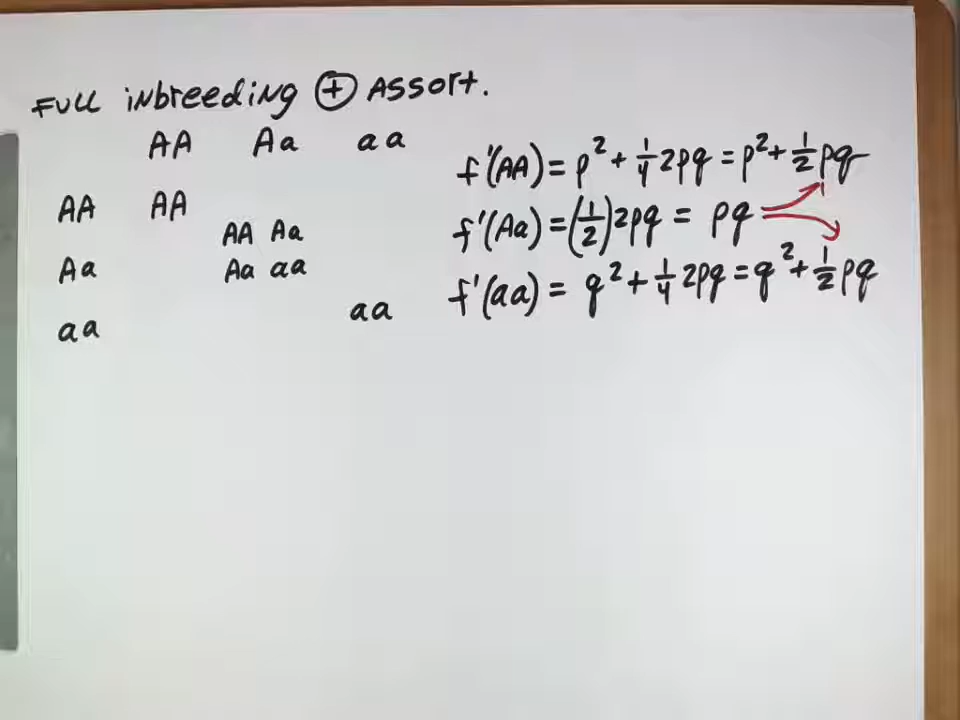 Full inbreeding ⊕ Assort.
AA Aa aa
AA AA
AA Aa
Aa Aa aa
aa aa
f'(AA) = p² + 1/4 2pq = p² + 1/2 pq
f'(Aa) = (1/2) 2pq = pq
f'(aa) = q² + 1/4 2pq = q² + 1/2 pq